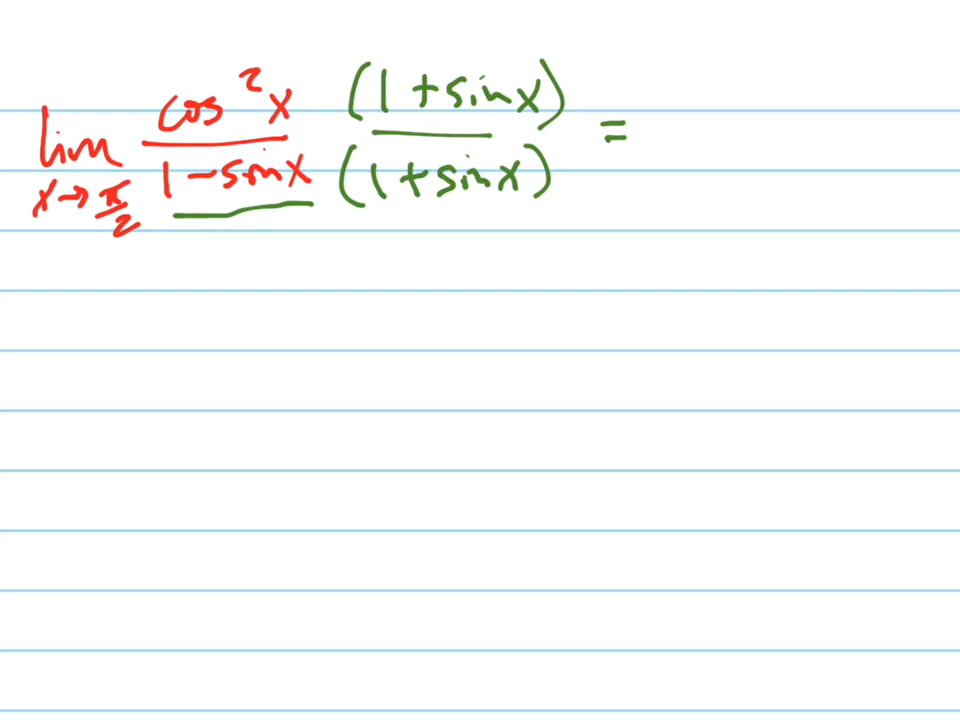 lim x→π/2 cos²x / 1-sinx (1+sinx) / (1+sinx) =